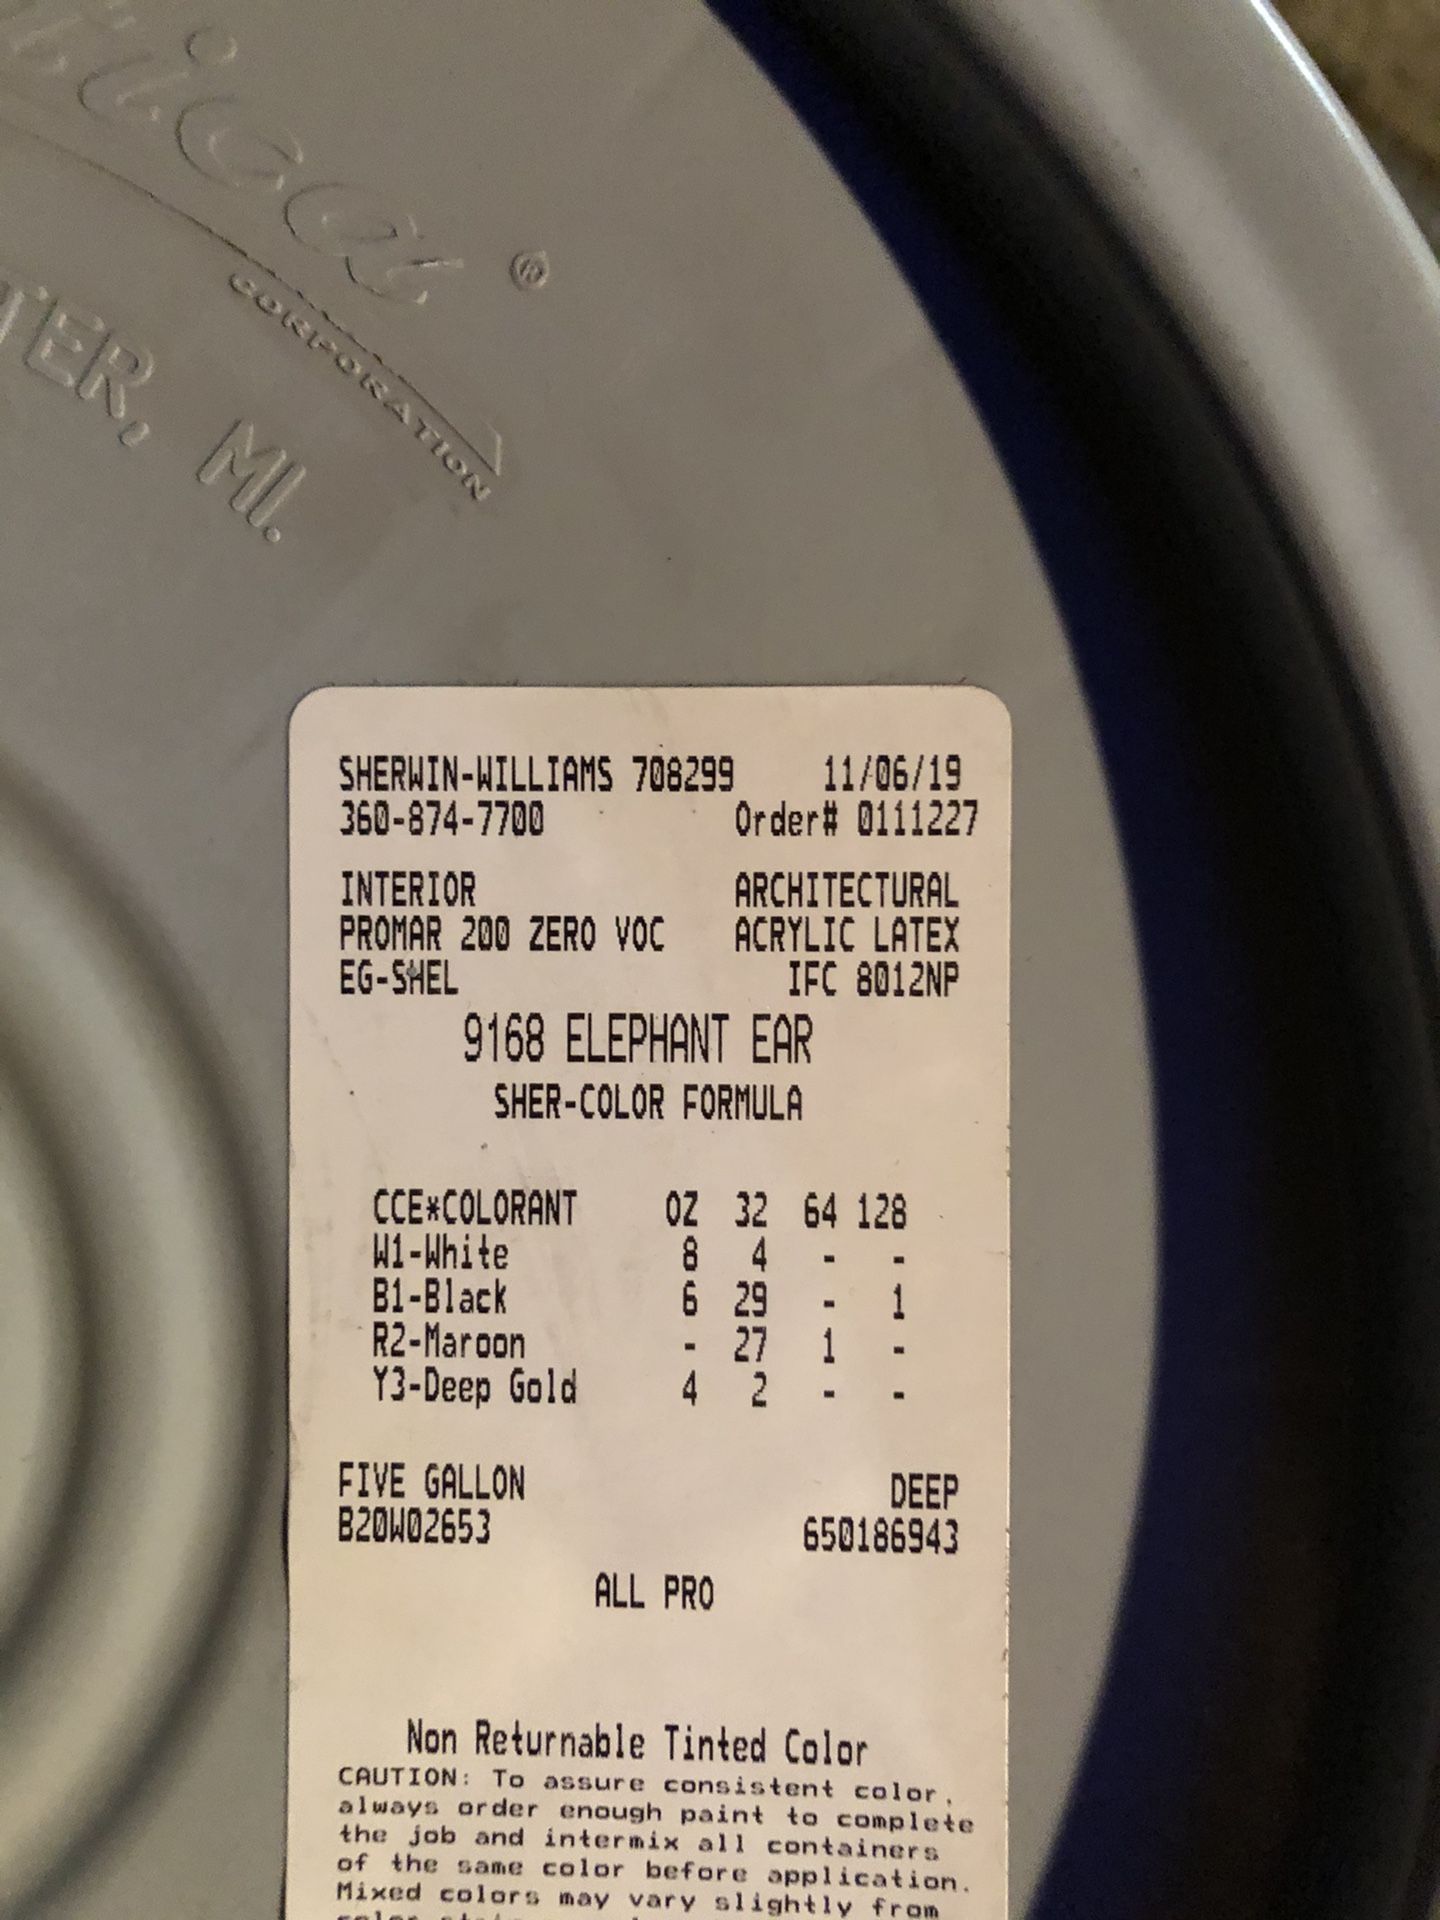 ®
CORPORATION
TER, MI.
SHERWIN-WILLIAMS 708299 11/06/19
360-874-7700 Order# 0111227
INTERIOR ARCHITECTURAL
PROMAR 200 ZERO VOC ACRYLIC LATEX
EG-SHEL IFC 8012NP
9168 ELEPHANT EAR
SHER-COLOR FORMULA
CCE*COLORANT OZ 32 64 128
W1-White 8 4 - -
B1-Black 6 29 - 1
R2-Maroon - 27 1 -
Y3-Deep Gold 4 2 - -
FIVE GALLON DEEP
B20W02653 650186943
ALL PRO
Non Returnable Tinted Color
CAUTION: To assure consistent color,
always order enough paint to complete
the job and intermix all containers
of the same color before application.
Mixed colors may vary slightly from